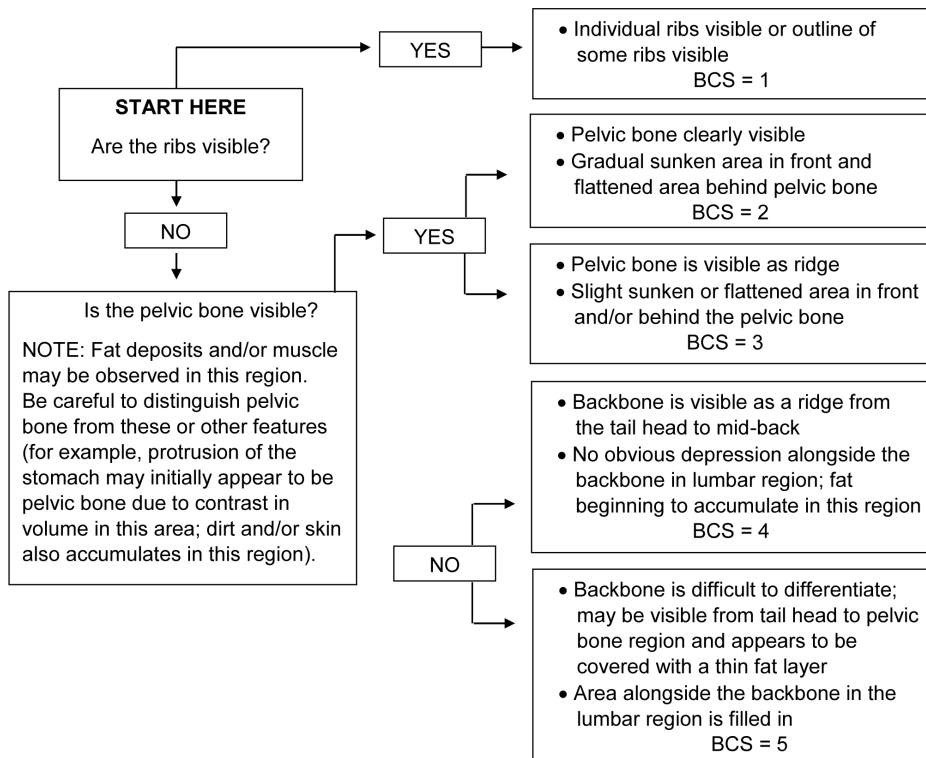 START HERE
Are the ribs visible?
YES
• Individual ribs visible or outline of
some ribs visible
BCS = 1
NO
Is the pelvic bone visible?
NOTE: Fat deposits and/or muscle
may be observed in this region.
Be careful to distinguish pelvic
bone from these or other features
(for example, protrusion of the
stomach may initially appear to be
pelvic bone due to contrast in
volume in this area; dirt and/or skin
also accumulates in this region).
YES
• Pelvic bone clearly visible
• Gradual sunken area in front and
flattened area behind pelvic bone
BCS = 2
• Pelvic bone is visible as ridge
• Slight sunken or flattened area in front
and/or behind the pelvic bone
BCS = 3
NO
• Backbone is visible as a ridge from
the tail head to mid-back
• No obvious depression alongside the
backbone in lumbar region; fat
beginning to accumulate in this region
BCS = 4
• Backbone is difficult to differentiate;
may be visible from tail head to pelvic
bone region and appears to be
covered with a thin fat layer
• Area alongside the backbone in the
lumbar region is filled in
BCS = 5